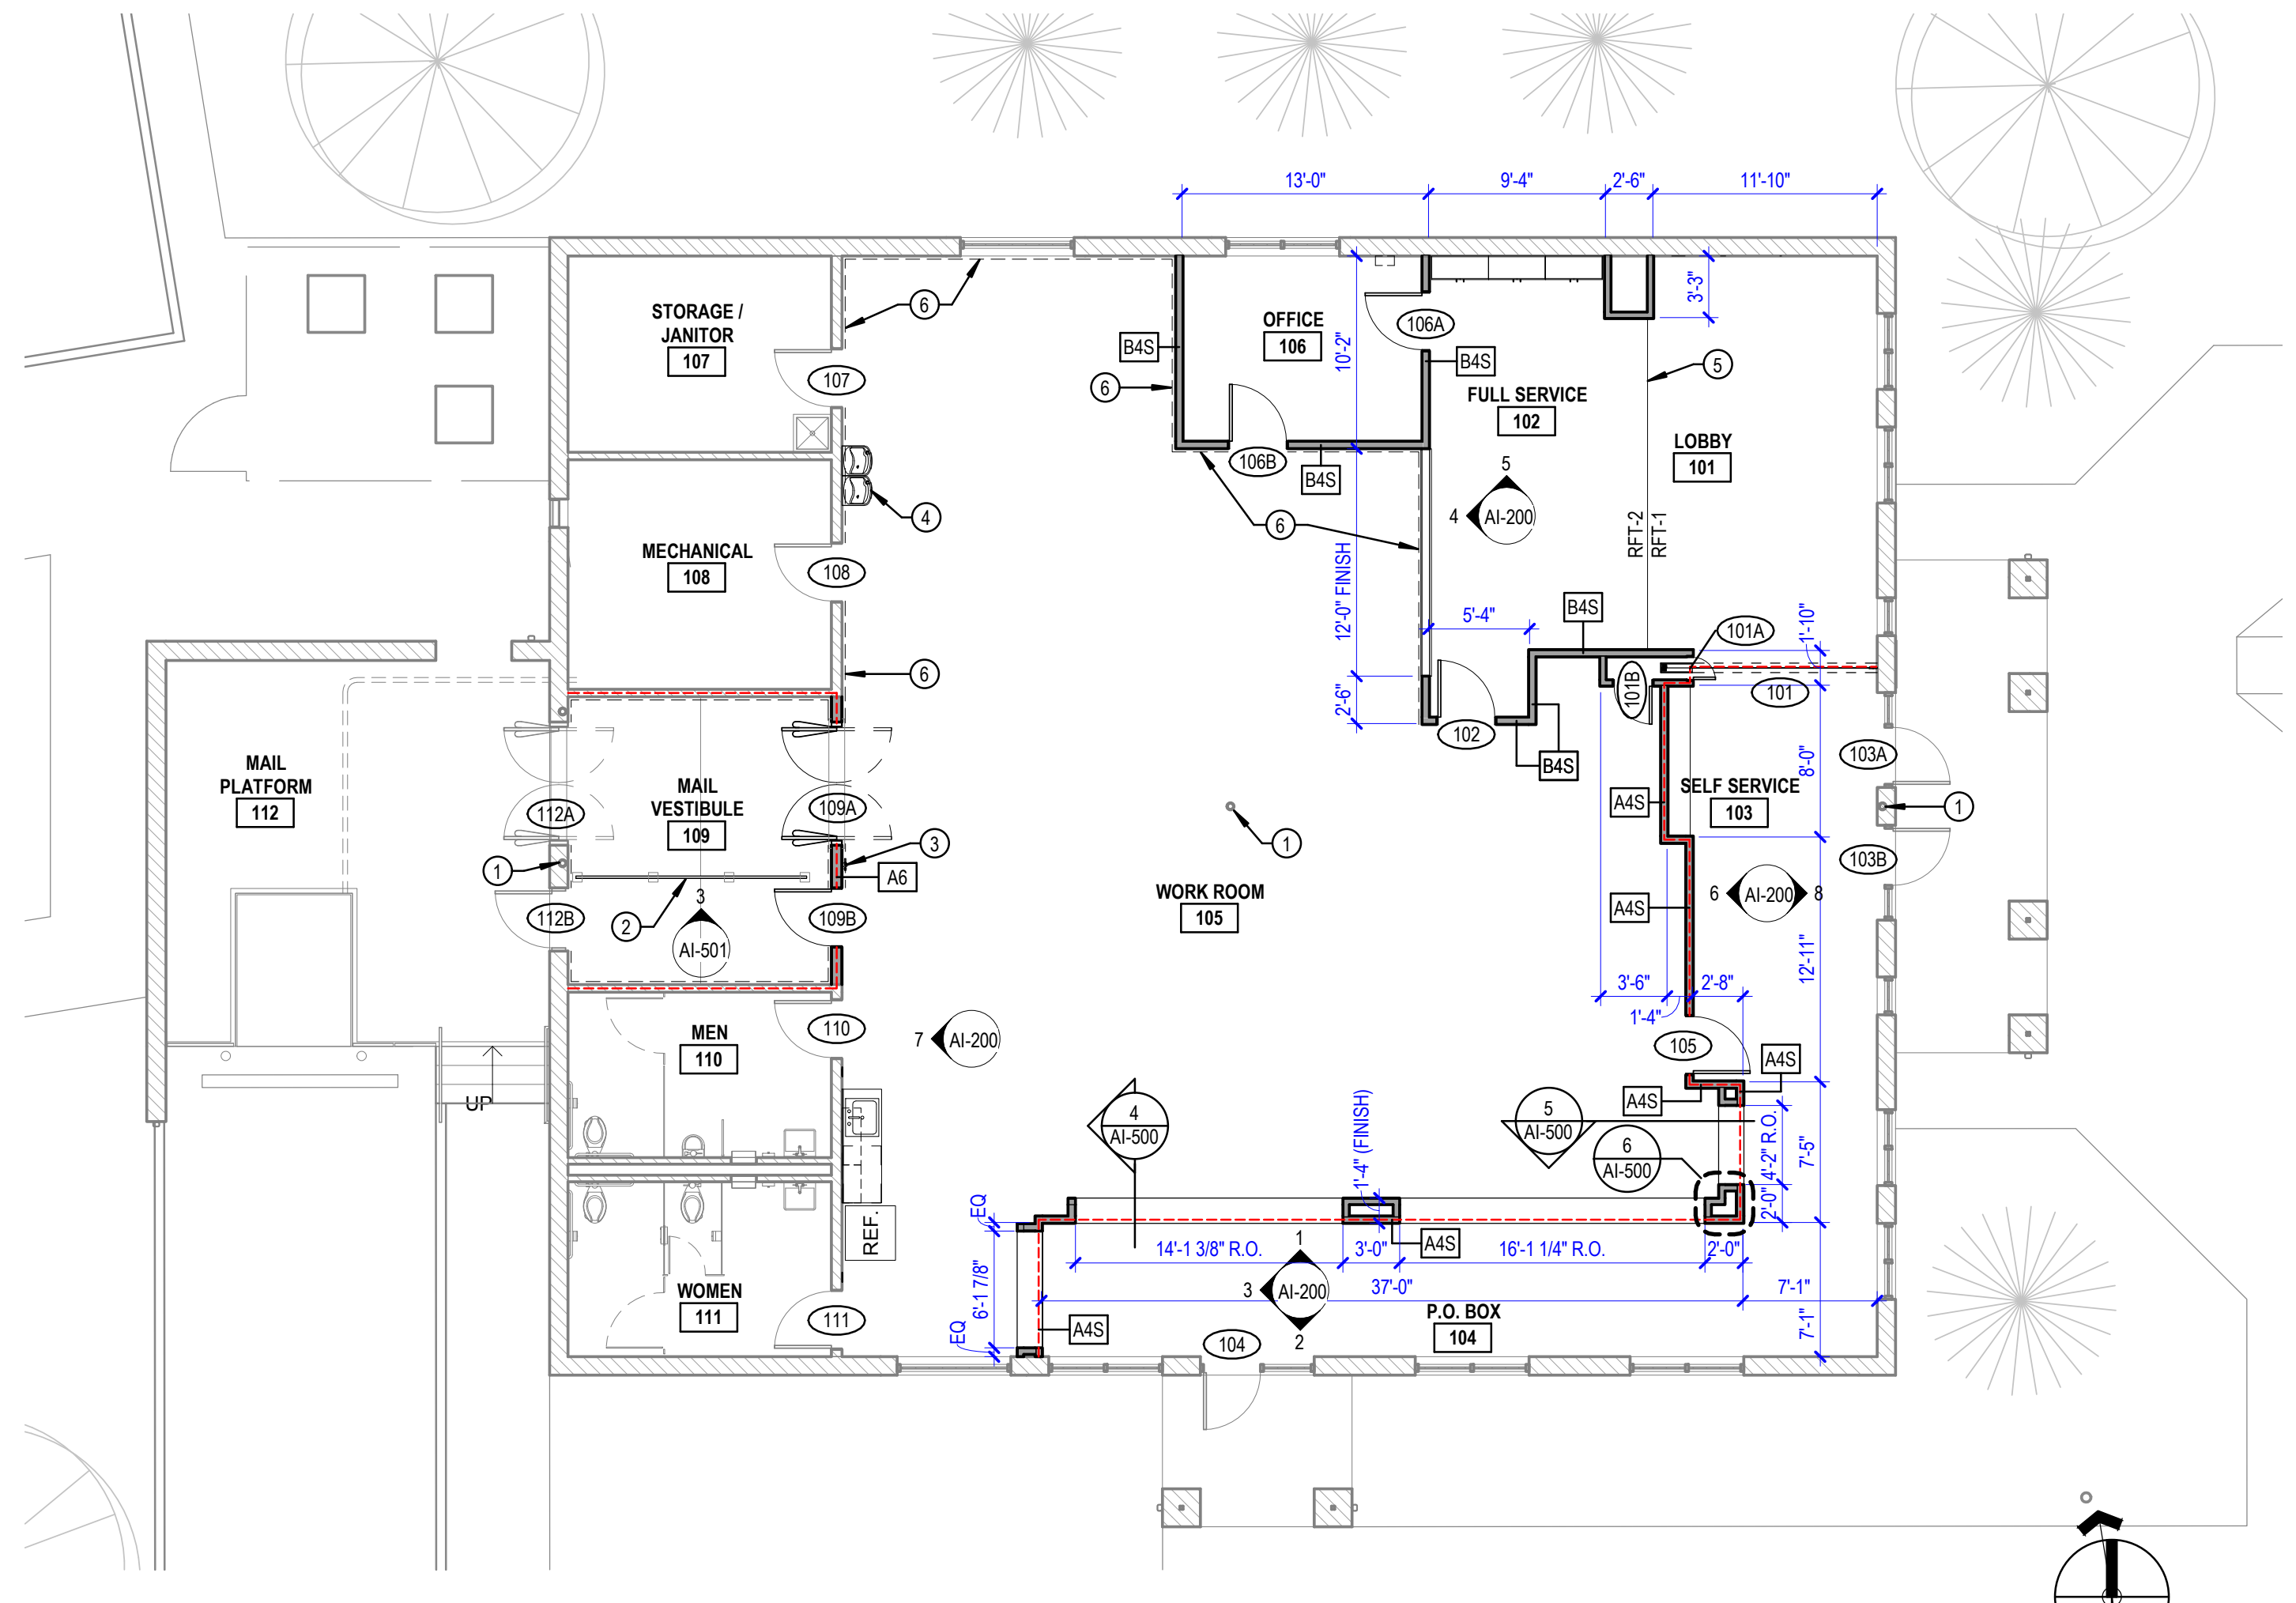 13'-0"
9'-4"
2'-6"
11'-10"
STORAGE /
JANITOR
107
107
6
OFFICE
106
106A
B4S
B4S
B4S
106B
10'-2"
3'-3"
5
6
FULL SERVICE
102
LOBBY
101
4
5
4
AI-200
6
RFT-2
RFT-1
MECHANICAL
108
108
12'-0" FINISH
5'-4"
B4S
101A
1'-10"
6
2'-6"
102
B4S
101B
101
MAIL
PLATFORM
112
MAIL
VESTIBULE
109
112A
109A
103A
8'-0"
SELF SERVICE
103
A4S
1
1
1
3
A6
103B
WORK ROOM
105
A4S
6
AI-200
8
112B
2
3
AI-501
109B
12'-11"
3'-6"
2'-8"
1'-4"
MEN
110
110
7
AI-200
105
A4S
A4S
UP
4
AI-500
1'-4" (FINISH)
5
AI-500
6
AI-500
4'-2" R.O.
7'-5"
2'-0"
REF.
EQ
14'-1 3/8" R.O.
3'-0"
A4S
16'-1 1/4" R.O.
2'-0"
6'-1 7/8"
1
3
AI-200
2
37'-0"
7'-1"
WOMEN
111
111
EQ
A4S
104
P.O. BOX
104
7'-1"